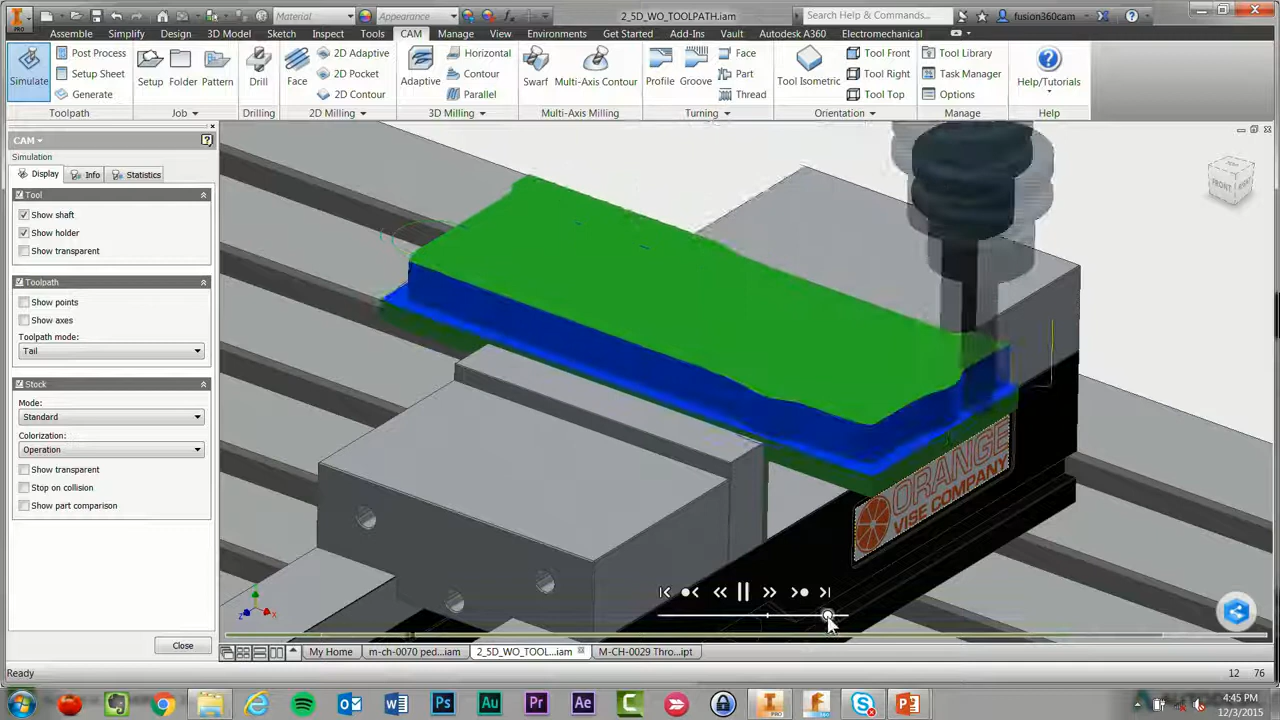 PRO
Material
Appearance
2_5D_WO_TOOLPATH.iam
Search Help & Commands...
fusion360cam
Assemble Simplify Design 3D Model Sketch Inspect Tools CAM Manage View Environments Get Started Add-Ins Vault Autodesk A360 Electromechanical
Simulate
Post Process
Setup Sheet
Generate
Toolpath
Setup Folder Pattern
Job
Drill
Drilling
Face
2D Adaptive
2D Pocket
2D Contour
2D Milling
Adaptive
Horizontal
Contour
Parallel
3D Milling
Swarf Multi-Axis Contour
Multi-Axis Milling
Profile Groove
Face
Part
Thread
Turning
Tool Isometric
Tool Front
Tool Right
Tool Top
Orientation
Tool Library
Task Manager
Options
Manage
Help/Tutorials
Help
CAM
Simulation
Display Info Statistics
Tool
Show shaft
Show holder
Show transparent
Toolpath
Show points
Show axes
Toolpath mode:
Tail
Stock
Mode:
Standard
Colorization:
Operation
Show transparent
Stop on collision
Show part comparison
Close
FRONT
ORANGE
VISE COMPANY
Z X
My Home m-ch-0070 ped....iam 2_5D_WO_TOOL...iam M-CH-0029 Thro....ipt
Ready
12 76
Ps Au Pr Ae
PRO
4:45 PM
12/3/2015